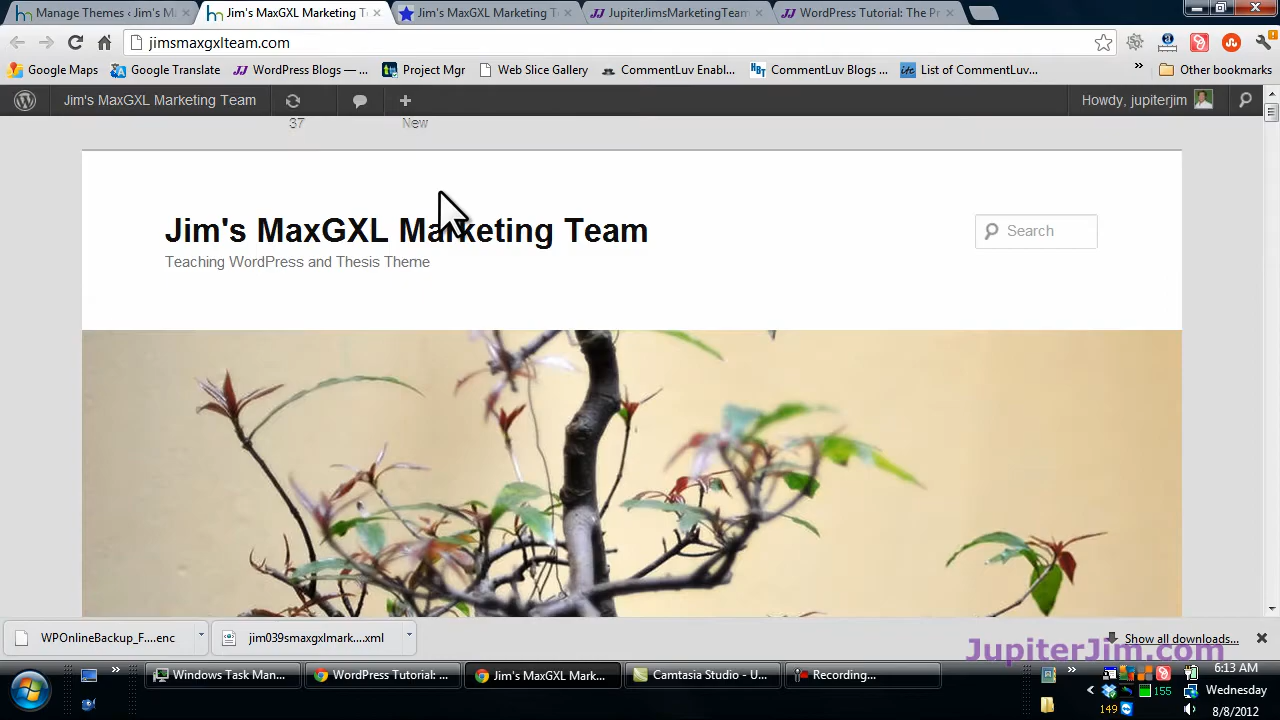 Manage Themes ‹ Jim's M
Jim's MaxGXL Marketing T
Jim's MaxGXL Marketing T
JupiterJimsMarketingTeam
WordPress Tutorial: The Pr
jimsmaxgxlteam.com
Google Maps
Google Translate
WordPress Blogs — ...
Project Mgr
Web Slice Gallery
CommentLuv Enabl...
CommentLuv Blogs ...
List of CommentLuv...
Other bookmarks
Jim's MaxGXL Marketing Team
37
New
Howdy, jupiterjim
Jim's MaxGXL Marketing Team
Teaching WordPress and Thesis Theme
Search
WPOnlineBackup_F....enc
jim039smaxgxlmark....xml
Show all downloads...
JupiterJim.com
Windows Task Man...
WordPress Tutorial: ...
Jim's MaxGXL Mark...
Camtasia Studio - U...
Recording...
155
149
6:13 AM
Wednesday
8/8/2012